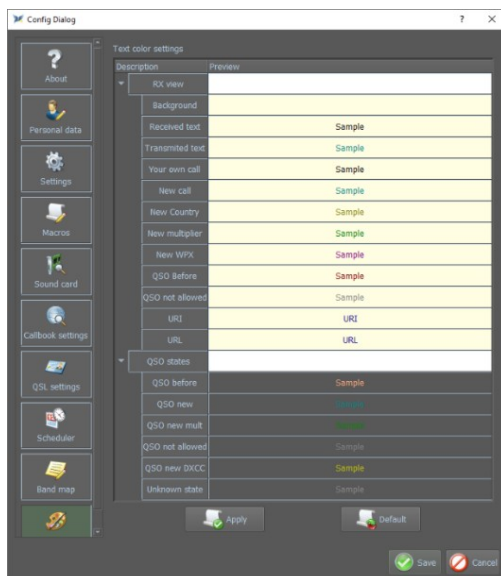 Config Dialog
?
About
Personal data
Settings
Macros
Sound card
Callbook settings
QSL settings
Scheduler
Band map
Text color settings
Description Preview
RX view
Background
Received text Sample
Transmited text Sample
Your own call Sample
New call Sample
New Country Sample
New multiplier Sample
New WPX Sample
QSO Before Sample
QSO not allowed Sample
URI URI
URL URL
QSO states
QSO before Sample
QSO new Sample
QSO new mult Sample
QSO not allowed Sample
QSO new DXCC Sample
Unknown state Sample
Apply Default
Save Cancel